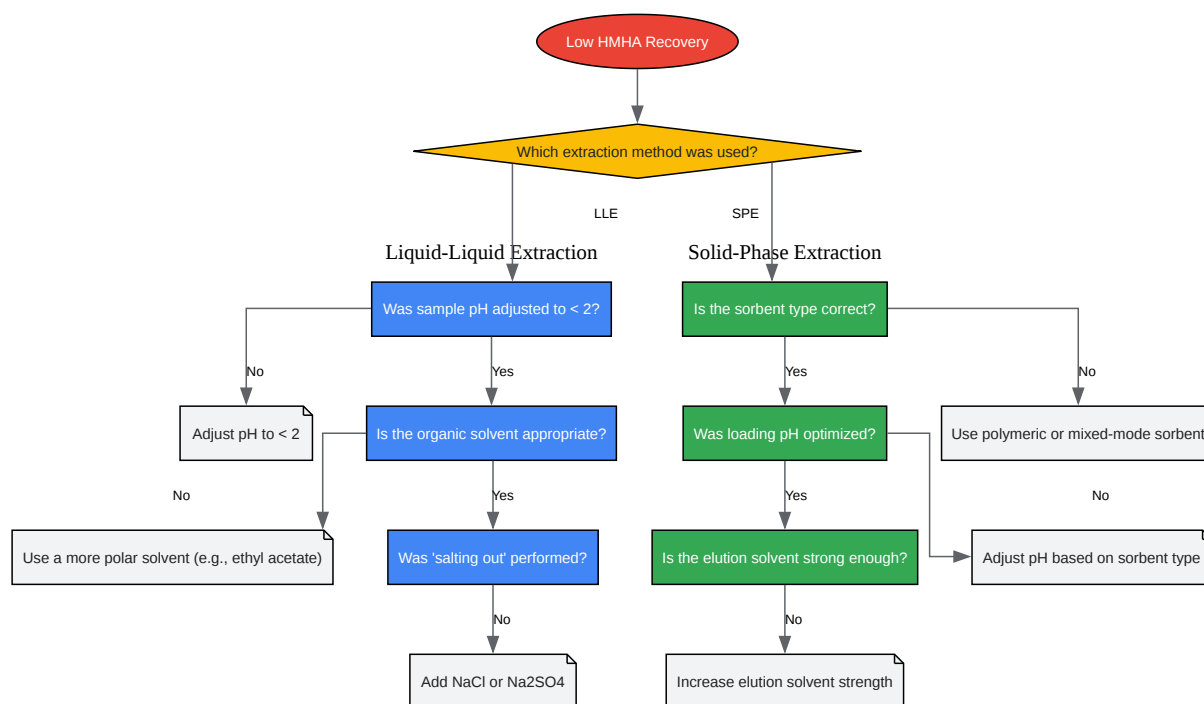 Low HMHA Recovery
Which extraction method was used?
LLE
SPE
Liquid-Liquid Extraction
Solid-Phase Extraction
Was sample pH adjusted to < 2?
Is the sorbent type correct?
No
Yes
Yes
No
Adjust pH to < 2
Is the organic solvent appropriate?
Was loading pH optimized?
Use polymeric or mixed-mode sorbent
No
Yes
Yes
No
Use a more polar solvent (e.g., ethyl acetate)
Was 'salting out' performed?
Is the elution solvent strong enough?
Adjust pH based on sorbent type
No
No
Add NaCl or Na2SO4
Increase elution solvent strength